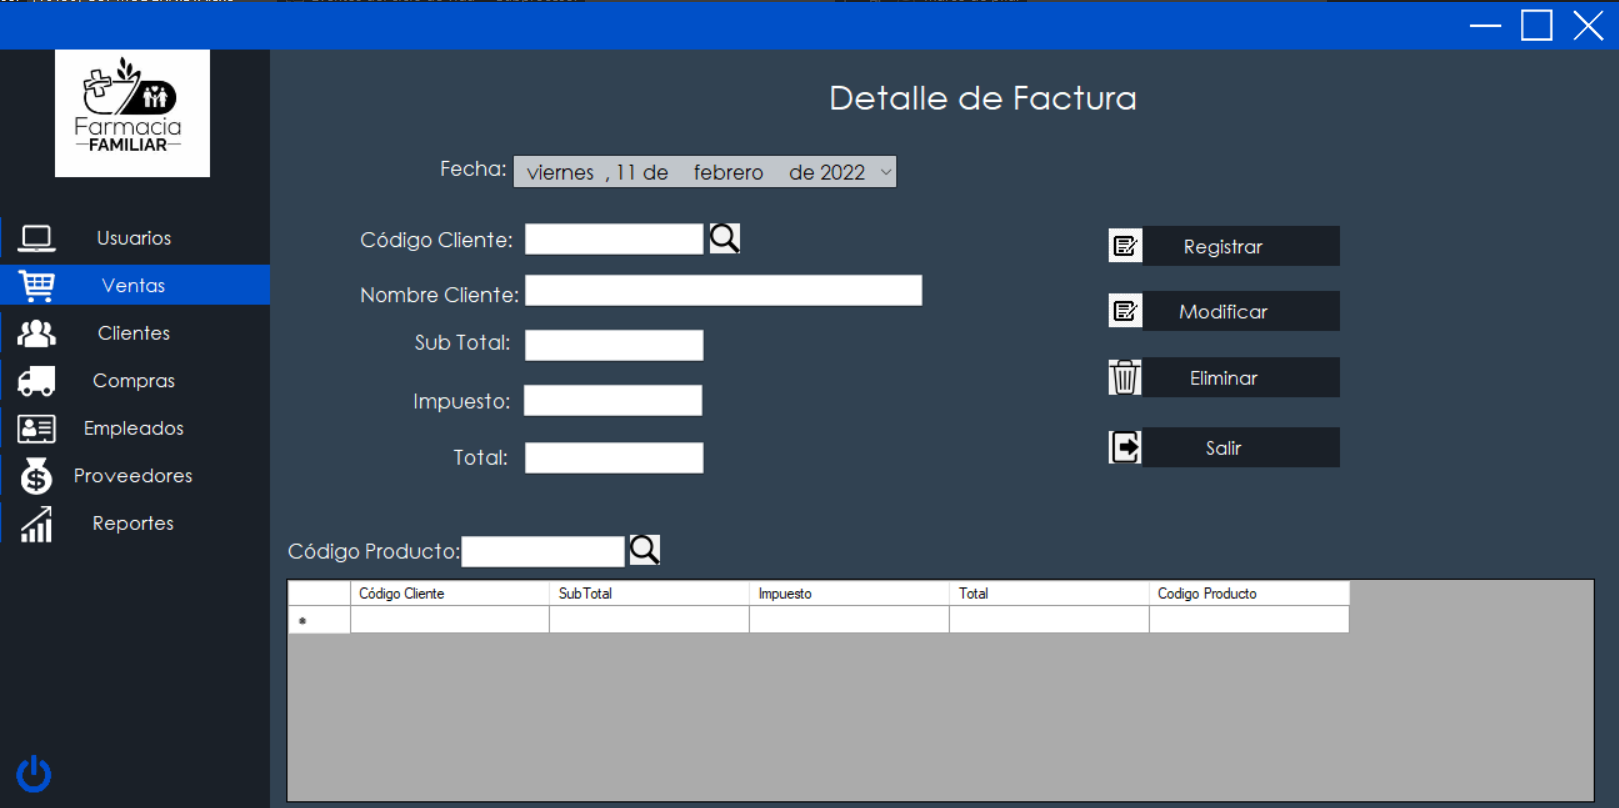 Farmacia
FAMILIAR
Usuarios
Ventas
Clientes
Compras
Empleados
Proveedores
Reportes
Detalle de Factura
Fecha: viernes , 11 de febrero de 2022
Código Cliente:
Nombre Cliente:
Sub Total:
Impuesto:
Total:
Registrar
Modificar
Eliminar
Salir
Código Producto:
Código Cliente SubTotal Impuesto Total Codigo Producto
*